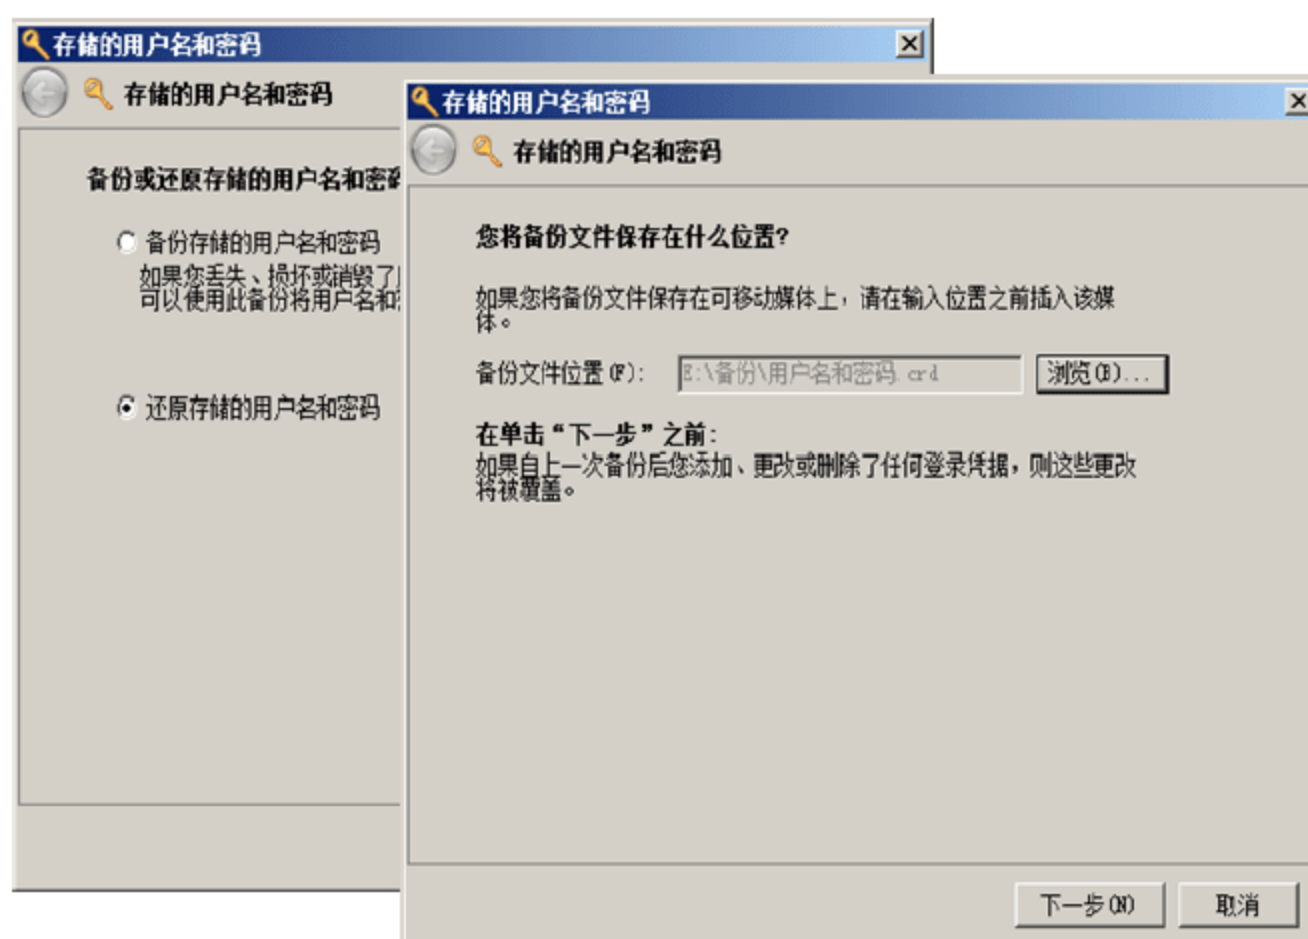 存储的用户名和密码
存储的用户名和密码
备份或还原存储的用户名和密码
备份存储的用户名和密码
如果您丢失、损坏或消毁了
可以使用此备份将用户名和
还原存储的用户名和密码
存储的用户名和密码
存储的用户名和密码
您将备份文件保存在什么位置?
如果您将备份文件保存在可移动媒体上，请在输入位置之前插入该媒
体。
备份文件位置(F): E:\备份\用户名和密码.crd 浏览(B)...
在单击“下一步”之前:
如果自上一次备份后您添加、更改或删除了任何登录凭据，则这些更改
将被覆盖。
下一步(N) 取消